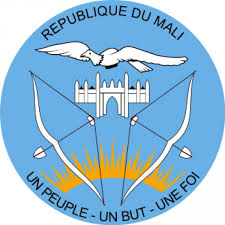 REPUBLIQUE DU MALI
UN PEUPLE - UN BUT - UNE FOI